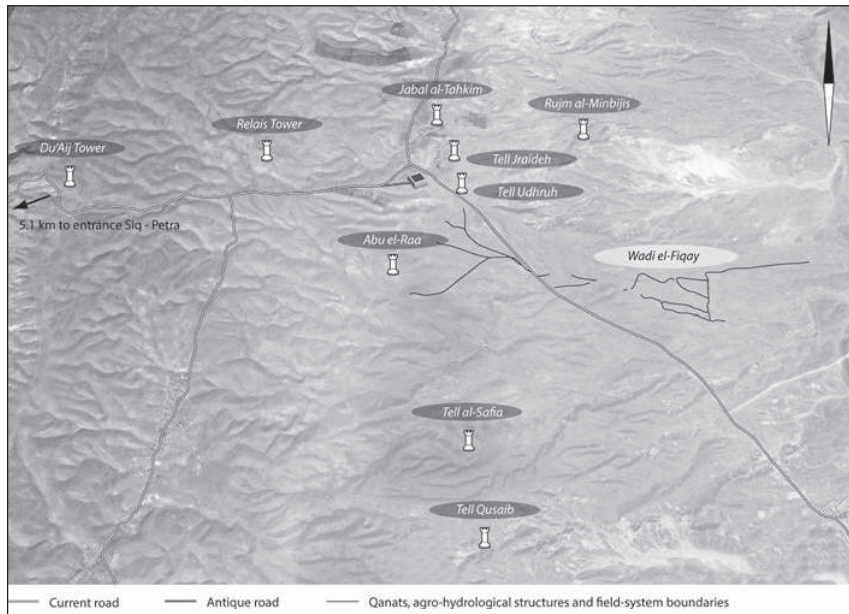 Jabal al-Tahkim
Rujm al-Minbijis
Relais Tower
Du'Aij Tower
Tell Jraideh
Tell Udhruh
5.1 km to entrance Siq - Petra
Abu el-Raa
Wadi el-Fiqay
Tell al-Safia
Tell Qusaib
Current road
Antique road
Qanats, agro-hydrological structures and field-system boundaries